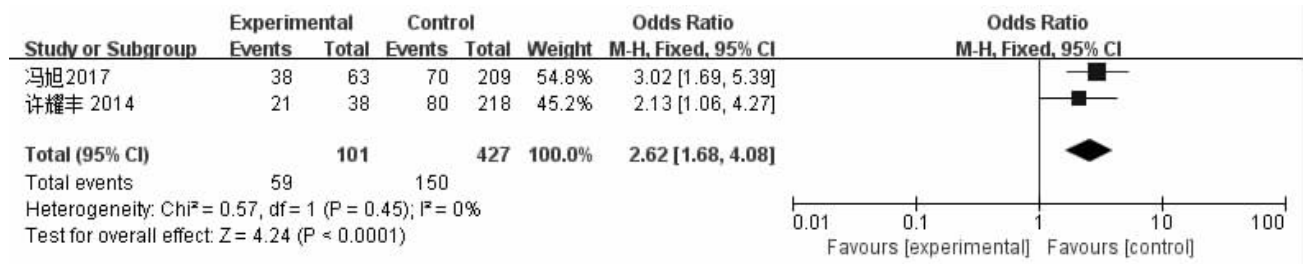 Experimental Control Odds Ratio Odds Ratio
Study or Subgroup Events Total Events Total Weight M-H, Fixed, 95% CI M-H, Fixed, 95% CI
冯旭2017 38 63 70 209 54.8% 3.02 [1.69, 5.39]
许耀丰 2014 21 38 80 218 45.2% 2.13 [1.06, 4.27]
Total (95% CI) 101 427 100.0% 2.62 [1.68, 4.08]
Total events 59 150
Heterogeneity: Chi² = 0.57, df = 1 (P = 0.45); I² = 0%
Test for overall effect: Z = 4.24 (P < 0.0001)
0.01 0.1 1 10 100
Favours [experimental] Favours [control]